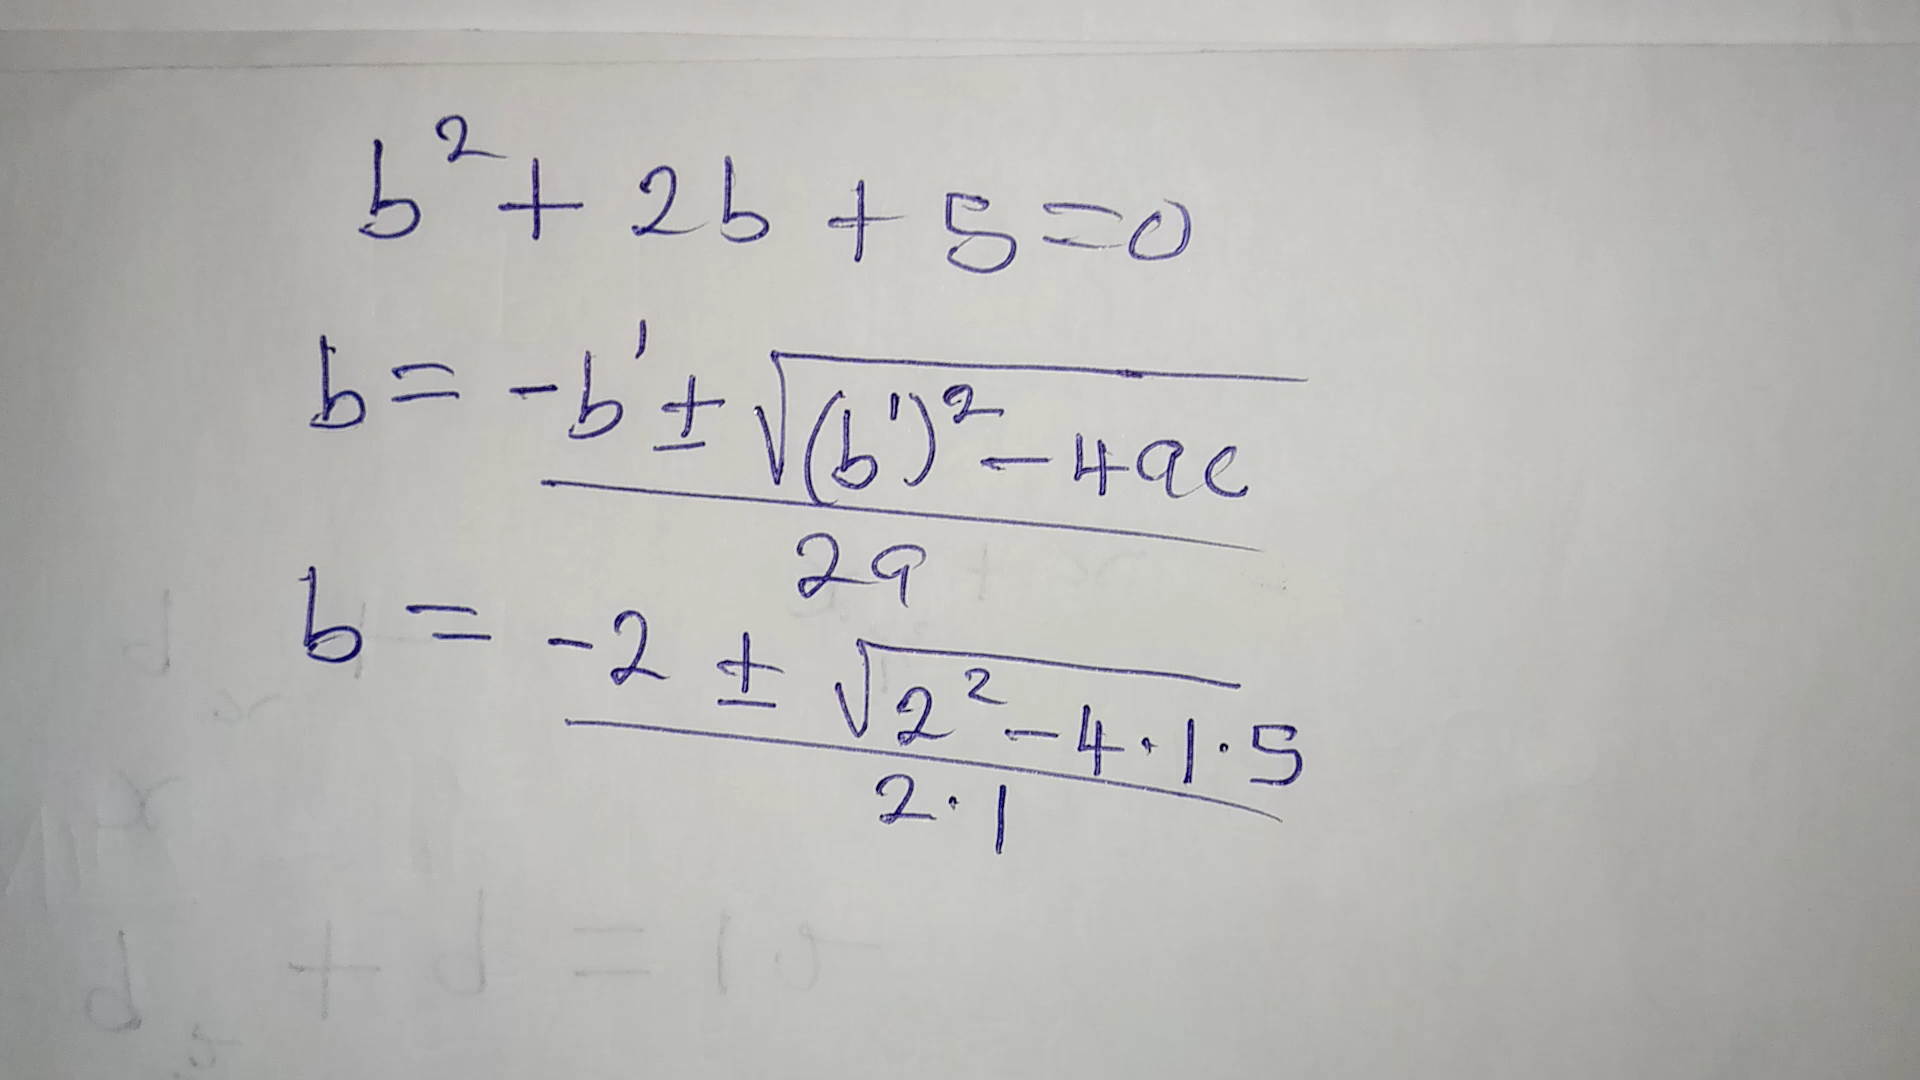 b² + 2b + 5 = 0
b = -b' ± √((b')² - 4ac)
2a
b = -2 ± √(2² - 4·1·5)
2·1